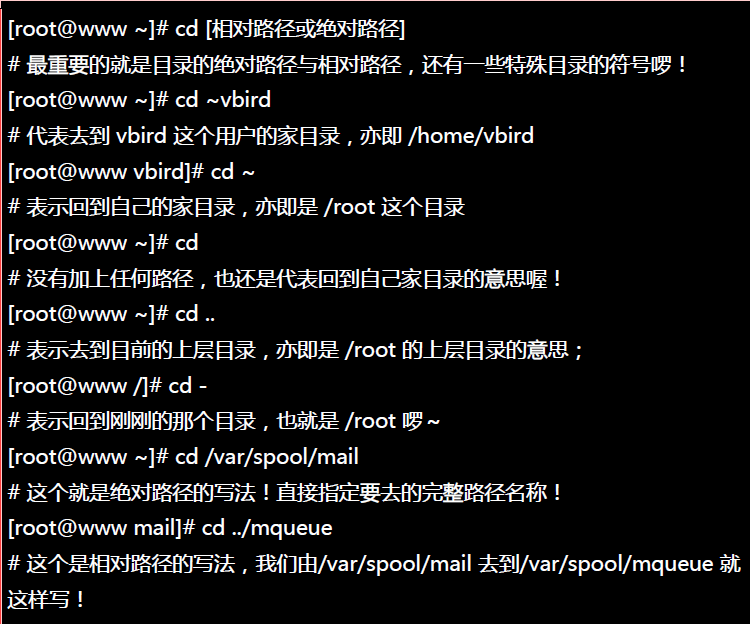 [root@www ~]# cd [相对路径或绝对路径]
# 最重要的就是目录的绝对路径与相对路径，还有一些特殊目录的符号啰！
[root@www ~]# cd ~vbird
# 代表去到 vbird 这个用户的家目录，亦即 /home/vbird
[root@www vbird]# cd ~
# 表示回到自己的家目录，亦即是 /root 这个目录
[root@www ~]# cd
# 没有加上任何路径，也还是代表回到自己家目录的意思喔！
[root@www ~]# cd ..
# 表示去到目前的上层目录，亦即是 /root 的上层目录的意思；
[root@www /]# cd -
# 表示回到刚刚的那个目录，也就是 /root 啰～
[root@www ~]# cd /var/spool/mail
# 这个就是绝对路径的写法！直接指定要去的完整路径名称！
[root@www mail]# cd ../mqueue
# 这个是相对路径的写法，我们由/var/spool/mail 去到/var/spool/mqueue 就
这样写！